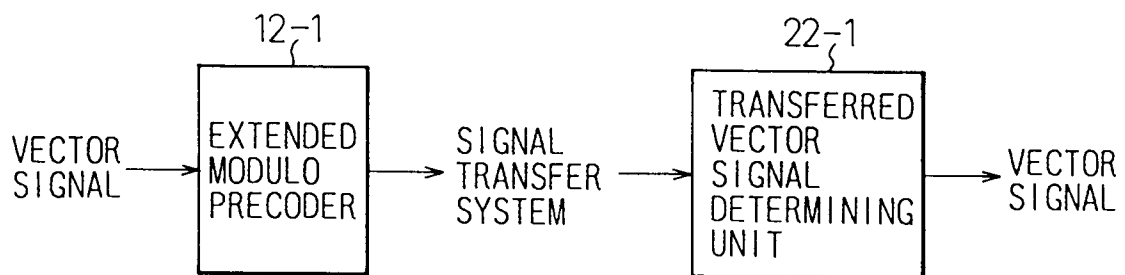 12-1
22-1
VECTOR
SIGNAL
EXTENDED
MODULO
PRECODER
SIGNAL
TRANSFER
SYSTEM
TRANSFERRED
VECTOR
SIGNAL
DETERMINING
UNIT
VECTOR
SIGNAL